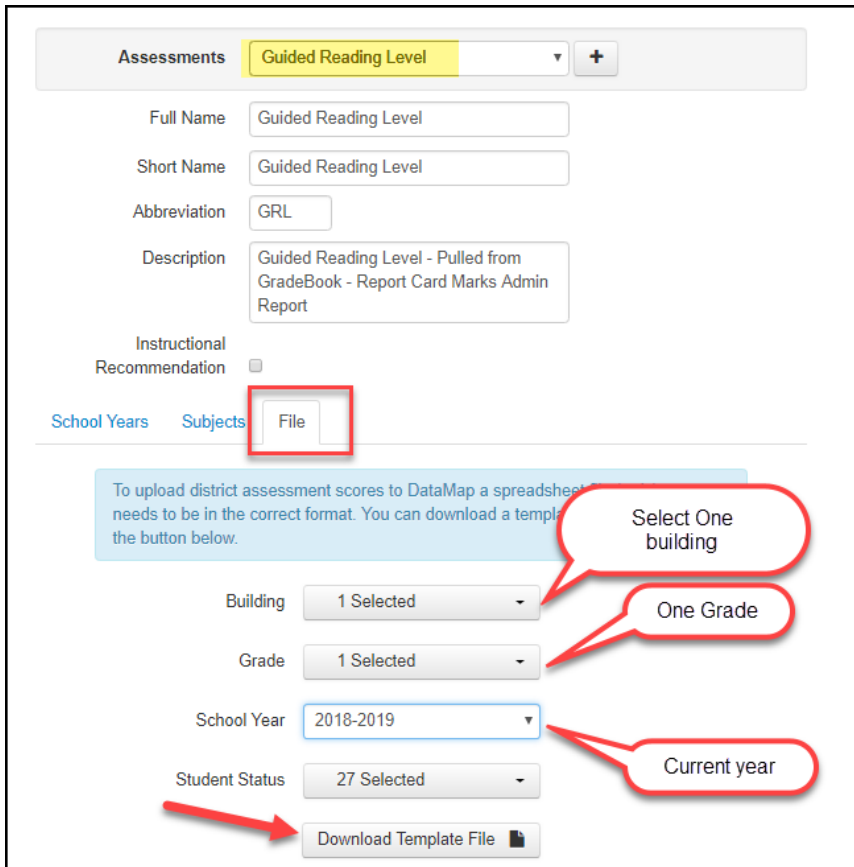 Assessments Guided Reading Level +
Full Name Guided Reading Level
Short Name Guided Reading Level
Abbreviation GRL
Description Guided Reading Level - Pulled from
GradeBook - Report Card Marks Admin
Report
Instructional
Recommendation
School Years Subjects File
To upload district assessment scores to DataMap a spreadsheet
needs to be in the correct format. You can download a
the button below.
Select One
building
Building 1 Selected
One Grade
Grade 1 Selected
School Year 2018-2019
Current year
Student Status 27 Selected
Download Template File